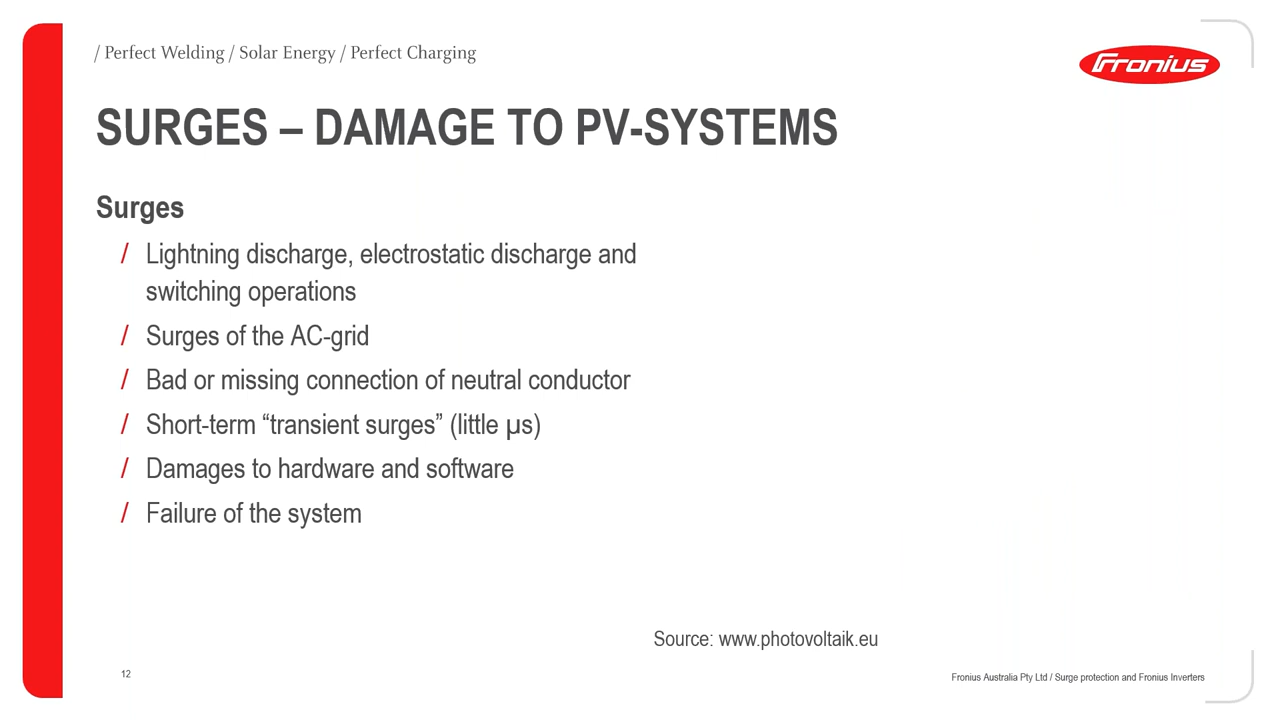 / Perfect Welding / Solar Energy / Perfect Charging
Fronius
SURGES – DAMAGE TO PV-SYSTEMS
Surges
/ Lightning discharge, electrostatic discharge and
switching operations
/ Surges of the AC-grid
/ Bad or missing connection of neutral conductor
/ Short-term “transient surges” (little µs)
/ Damages to hardware and software
/ Failure of the system
Source: www.photovoltaik.eu
12
Fronius Australia Pty Ltd / Surge protection and Fronius Inverters